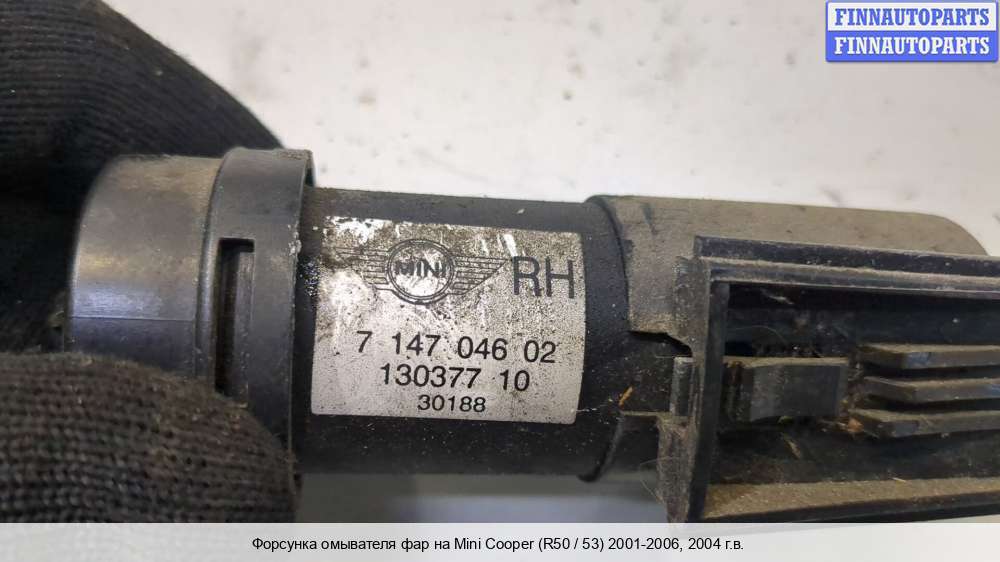 FINNAUTOPARTS
FINNAUTOPARTS
MINI RH
7 147 046 02
130377 10
30188
Форсунка омывателя фар на Mini Cooper (R50 / 53) 2001-2006, 2004 г.в.